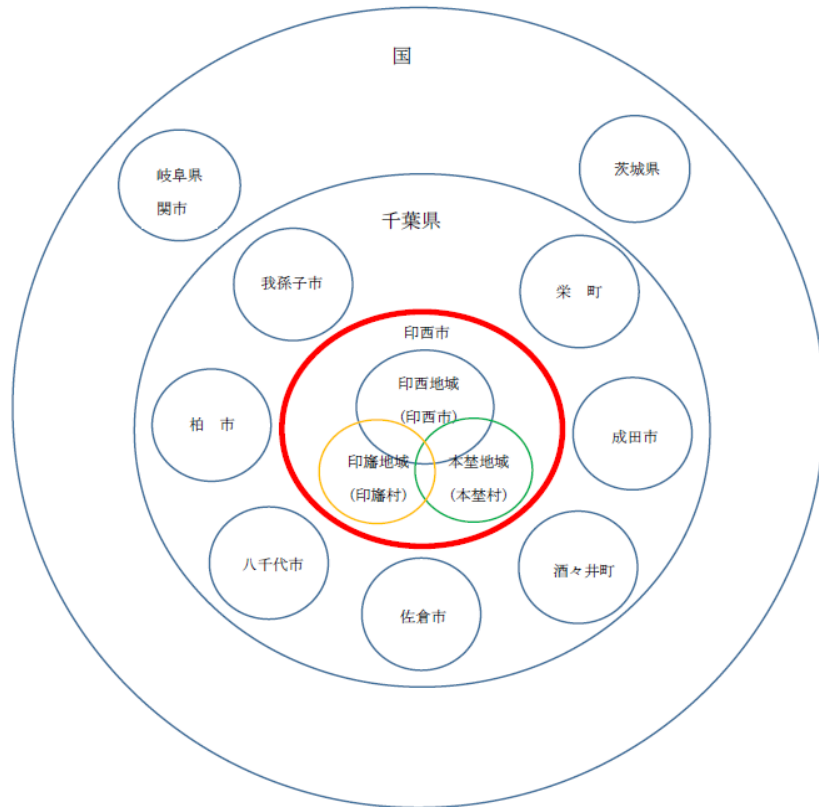 国
岐阜県
関市
茨城県
千葉県
我孫子市
栄　町
印西市
印西地域
(印西市)
柏　市
成田市
印旛地域
(印旛村)
本埜地域
(本埜村)
八千代市
酒々井町
佐倉市